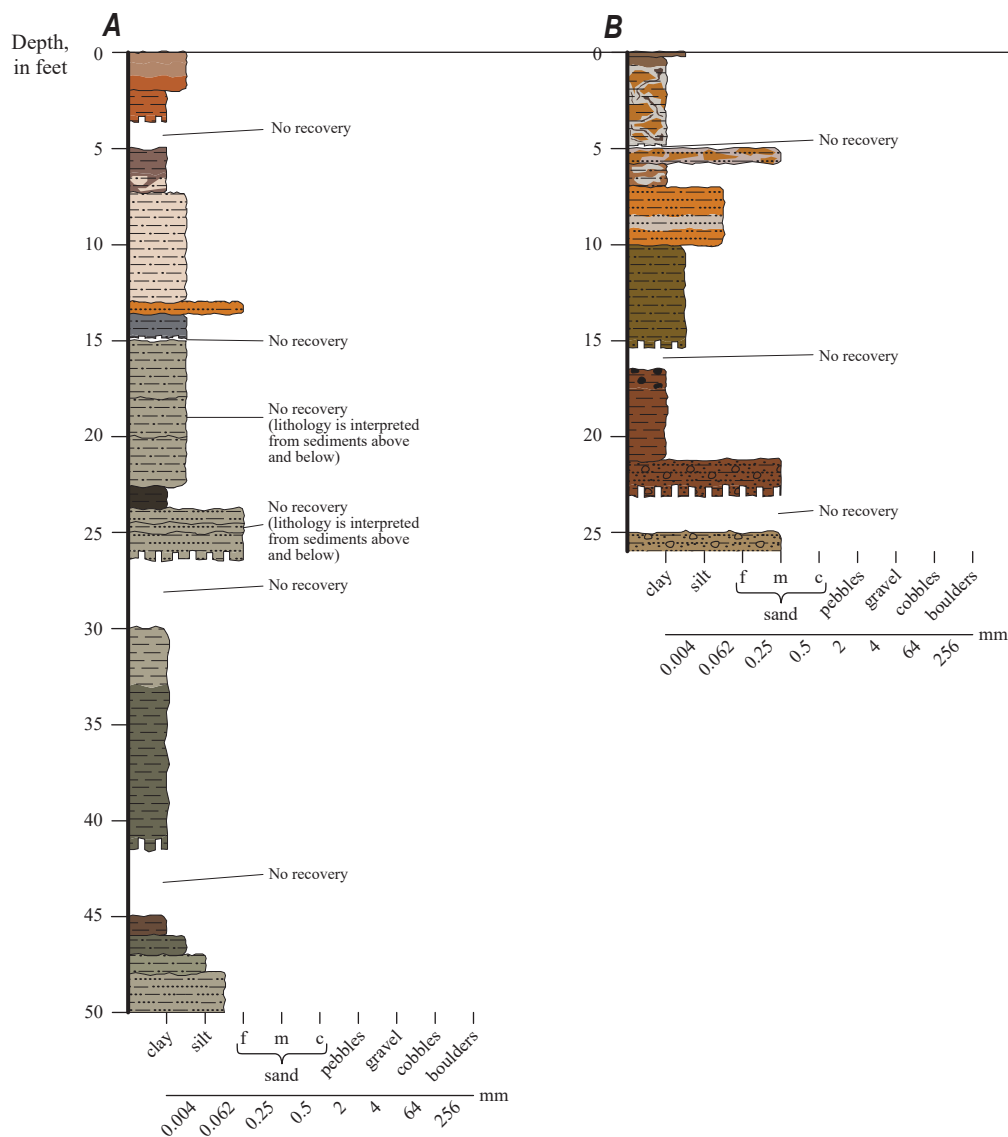 A
B
Depth,
in feet
0
5
10
15
20
25
30
35
40
45
50
No recovery
No recovery
No recovery
(lithology is interpreted
from sediments above
and below)
No recovery
(lithology is interpreted
from sediments above
and below)
No recovery
No recovery
clay
silt
f
m
c
sand
pebbles
gravel
cobbles
boulders
mm
0.004
0.062
0.25
0.5
2
4
64
256
0
5
10
15
20
25
No recovery
No recovery
No recovery
clay
silt
f
m
c
sand
pebbles
gravel
cobbles
boulders
mm
0.004
0.062
0.25
0.5
2
4
64
256